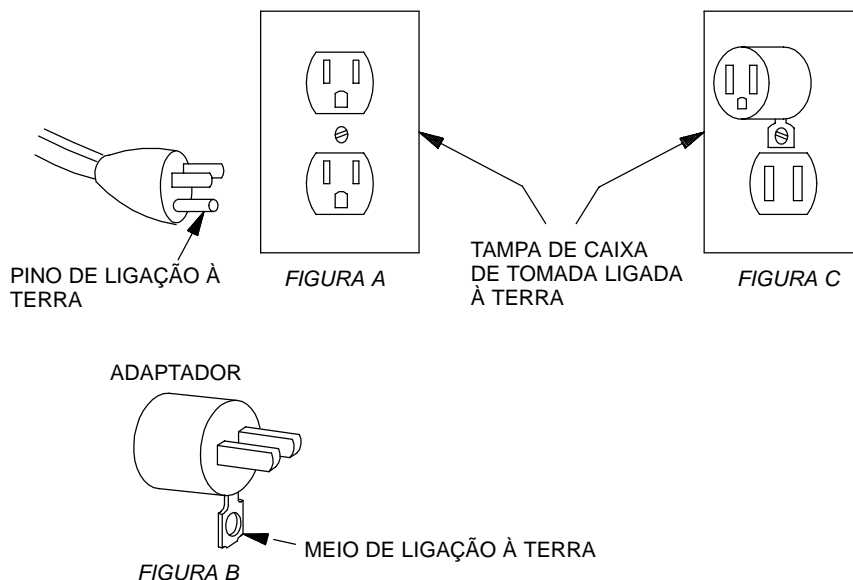 PINO DE LIGAÇÃO À
TERRA
FIGURA A
TAMPA DE CAIXA
DE TOMADA LIGADA
À TERRA
FIGURA C
ADAPTADOR
MEIO DE LIGAÇÃO À TERRA
FIGURA B